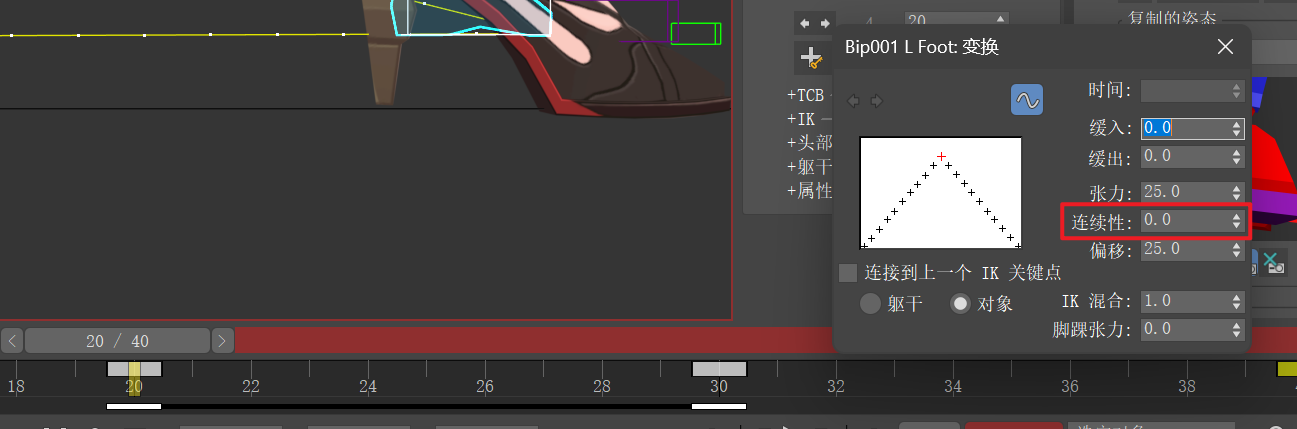 复制的姿态
4 20
Bip001 L Foot: 变换
+TCB
+IK
+头部
+躯干
+属性
时间:
缓入: 0.0
缓出: 0.0
张力: 25.0
连续性: 0.0
偏移: 25.0
连接到上一个 IK 关键点
躯干 对象
IK 混合: 1.0
脚踝张力: 0.0
< 20 / 40 >
18 20 22 24 26 28 30 32 34 36 38
选定对象